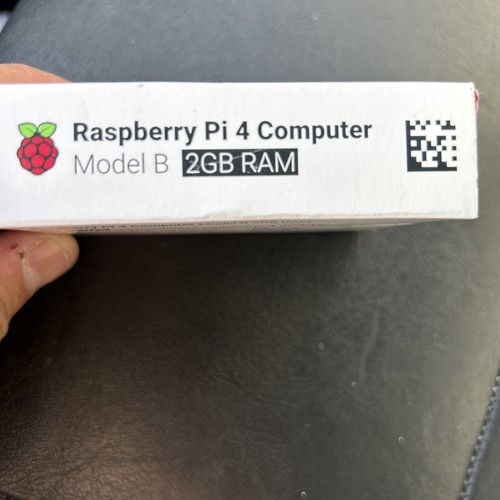 Raspberry Pi 4 Computer
Model B 2GB RAM